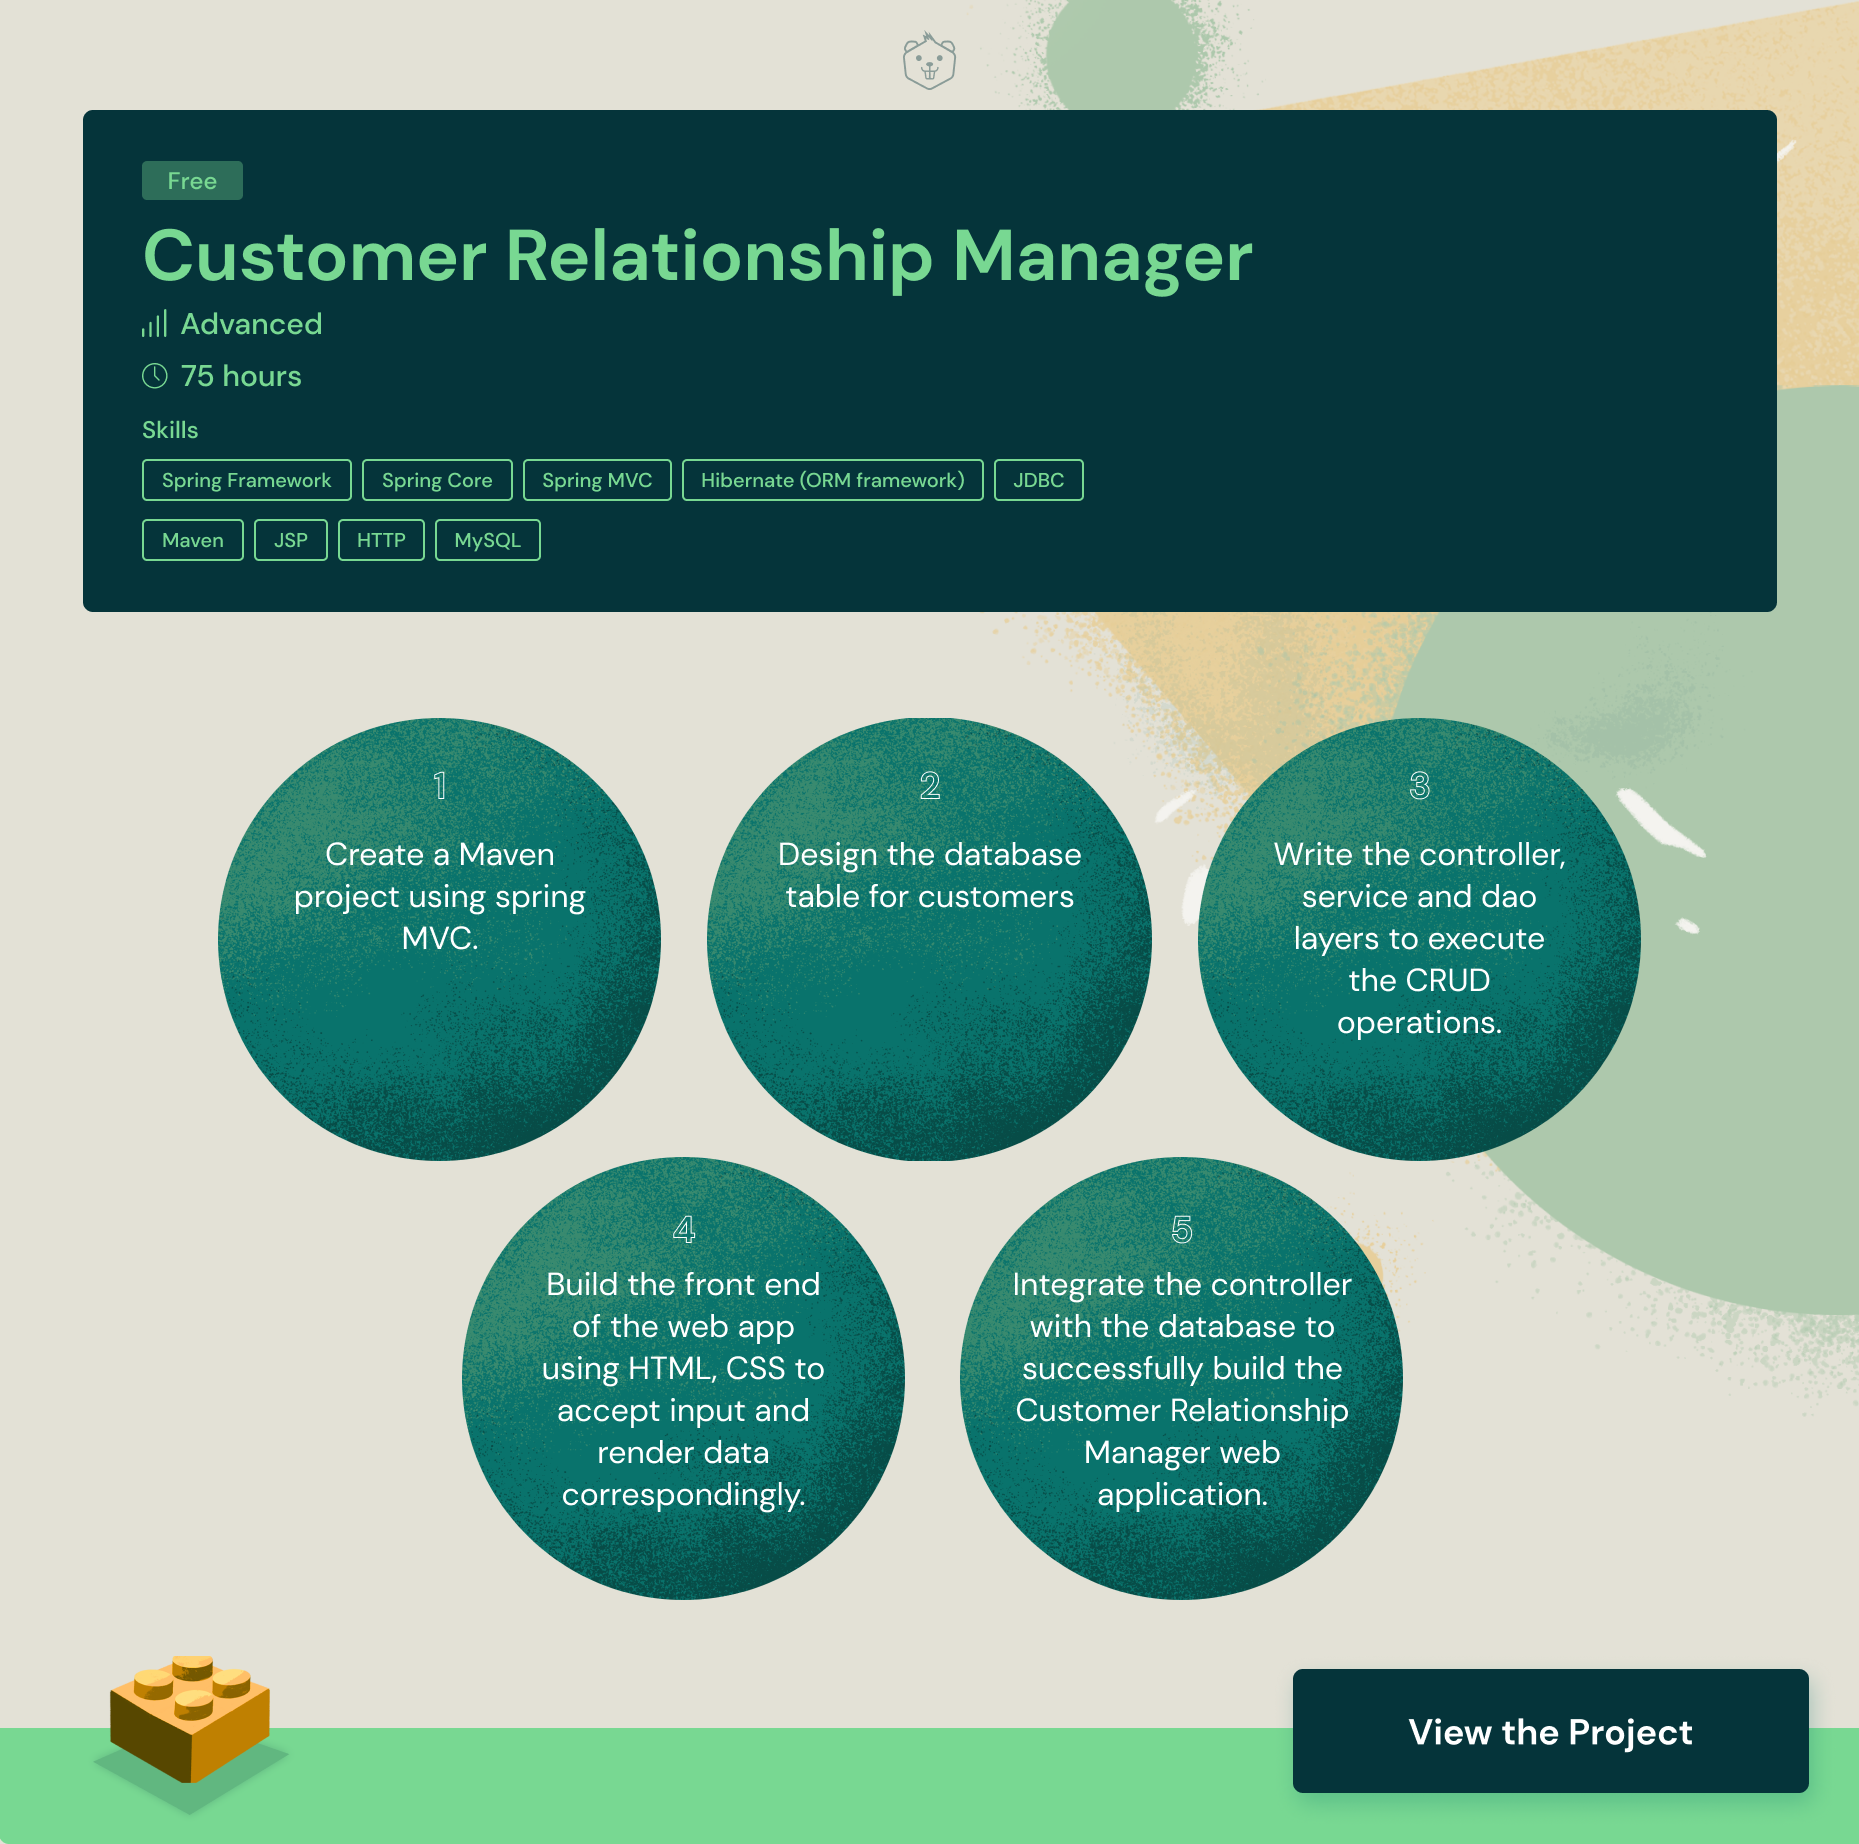 Free
Customer Relationship Manager
Advanced
75 hours
Skills
Spring Framework Spring Core Spring MVC Hibernate (ORM framework) JDBC
Maven JSP HTTP MySQL
1
Create a Maven
project using spring
MVC.
2
Design the database
table for customers
3
Write the controller,
service and dao
layers to execute
the CRUD
operations.
4
Build the front end
of the web app
using HTML, CSS to
accept input and
render data
correspondingly.
5
Integrate the controller
with the database to
successfully build the
Customer Relationship
Manager web
application.
View the Project